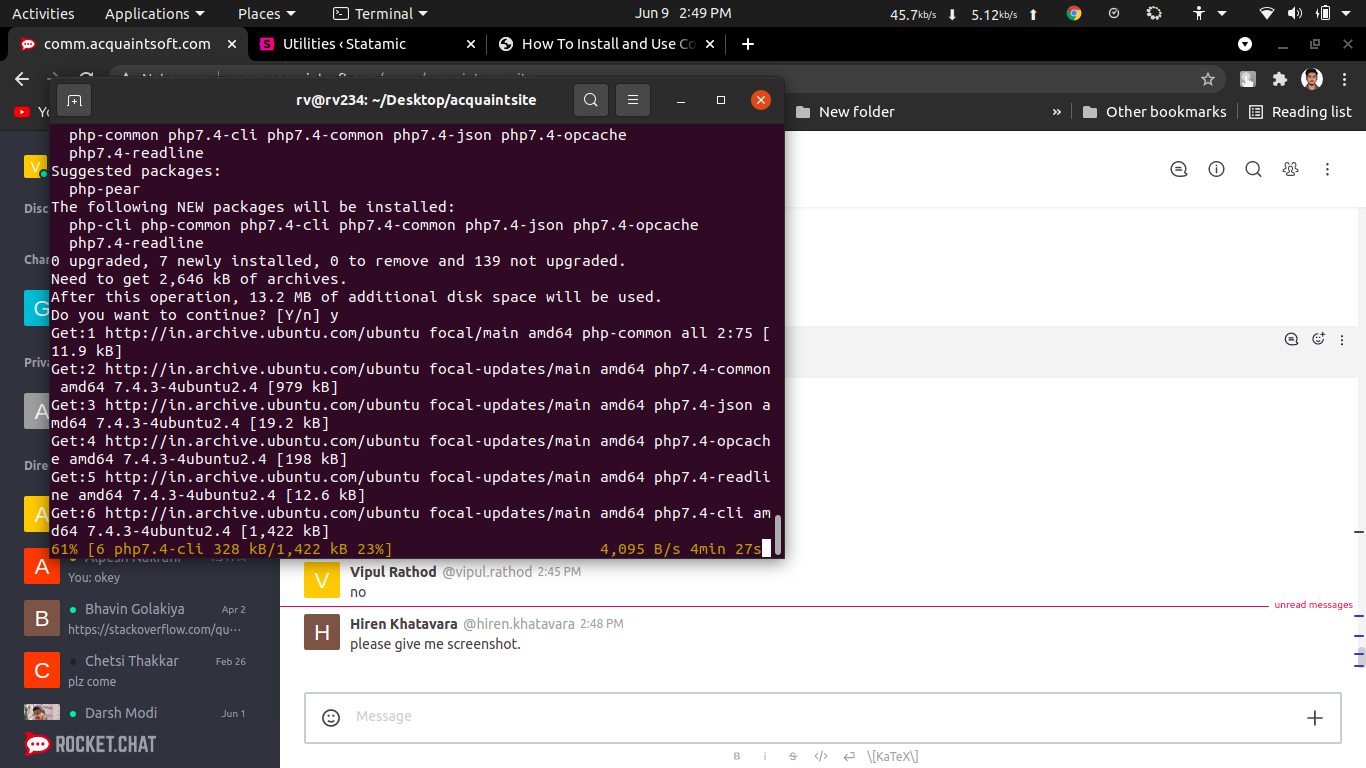 Activities Applications Places Terminal Jun 9 2:49 PM 45.7kb/s 5.12kb/s
comm.acquaintsoft.com Utilities ‹ Statamic How To Install and Use Co
New folder » Other bookmarks Reading list
rv@rv234: ~/Desktop/acquaintsite
php-common php7.4-cli php7.4-common php7.4-json php7.4-opcache
php7.4-readline
Suggested packages:
php-pear
The following NEW packages will be installed:
php-cli php-common php7.4-cli php7.4-common php7.4-json php7.4-opcache
php7.4-readline
0 upgraded, 7 newly installed, 0 to remove and 139 not upgraded.
Need to get 2,646 kB of archives.
After this operation, 13.2 MB of additional disk space will be used.
Do you want to continue? [Y/n] y
Get:1 http://in.archive.ubuntu.com/ubuntu focal/main amd64 php-common all 2:75 [
11.9 kB]
Get:2 http://in.archive.ubuntu.com/ubuntu focal-updates/main amd64 php7.4-common
amd64 7.4.3-4ubuntu2.4 [979 kB]
Get:3 http://in.archive.ubuntu.com/ubuntu focal-updates/main amd64 php7.4-json a
md64 7.4.3-4ubuntu2.4 [19.2 kB]
Get:4 http://in.archive.ubuntu.com/ubuntu focal-updates/main amd64 php7.4-opcach
e amd64 7.4.3-4ubuntu2.4 [198 kB]
Get:5 http://in.archive.ubuntu.com/ubuntu focal-updates/main amd64 php7.4-readli
ne amd64 7.4.3-4ubuntu2.4 [12.6 kB]
Get:6 http://in.archive.ubuntu.com/ubuntu focal-updates/main amd64 php7.4-cli am
d64 7.4.3-4ubuntu2.4 [1,422 kB]
61% [6 php7.4-cli 328 kB/1,422 kB 23%] 4,095 B/s 4min 27s
V
Disc
Chan
G
Priva
A
Dire
A
A
You: okey
B Bhavin Golakiya Apr 2
https://stackoverflow.com/qu···
C Chetsi Thakkar Feb 26
plz come
Darsh Modi Jun 1
ROCKET.CHAT
V Vipul Rathod @vipul.rathod 2:45 PM
no
unread messages
H Hiren Khatavara @hiren.khatavara 2:48 PM
please give me screenshot.
Message
B i S </> \[KaTeX\]